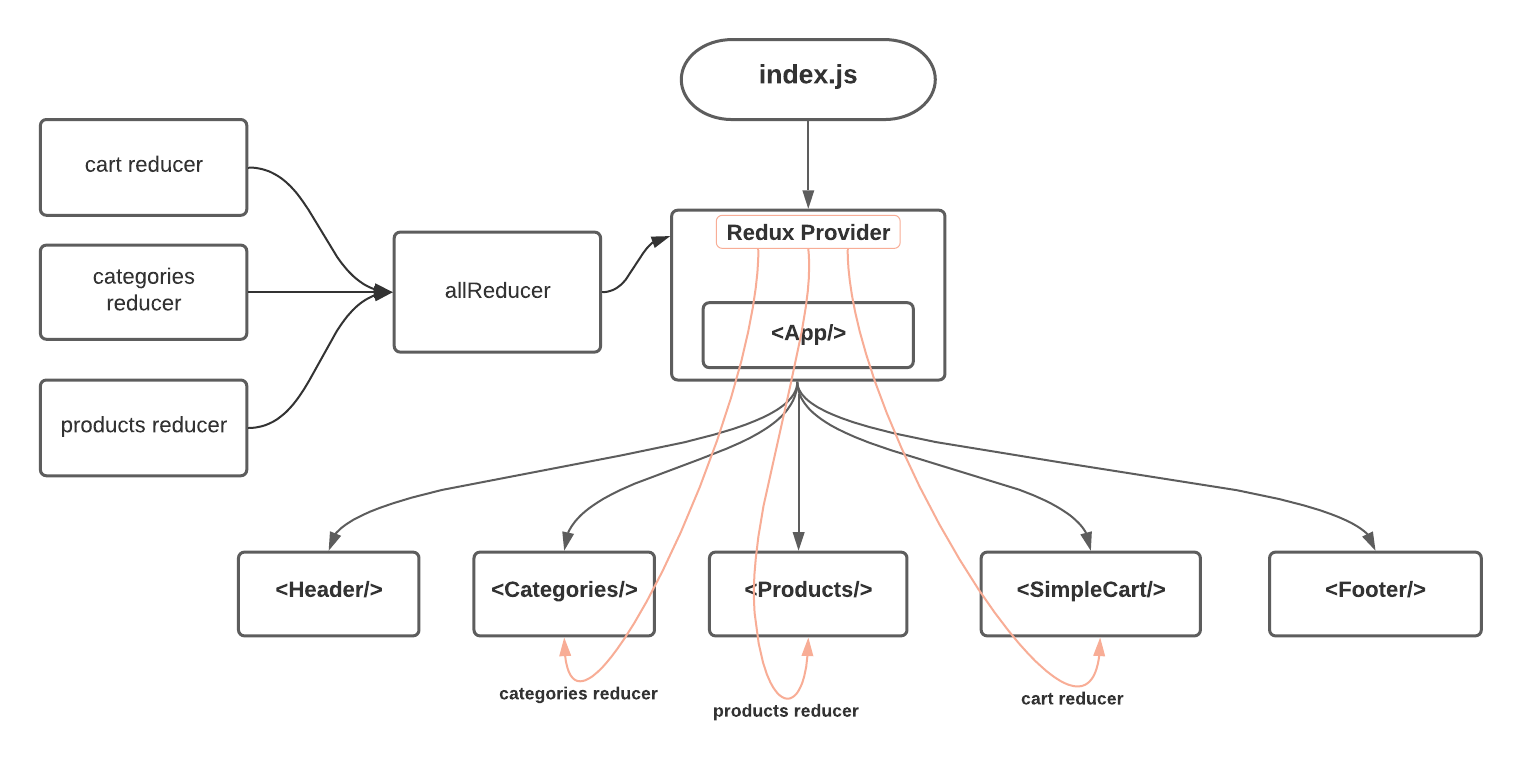 index.js
cart reducer
categories
reducer
products reducer
allReducer
Redux Provider
<App/>
<Header/>
<Categories/>
<Products/>
<SimpleCart/>
<Footer/>
categories reducer
products reducer
cart reducer